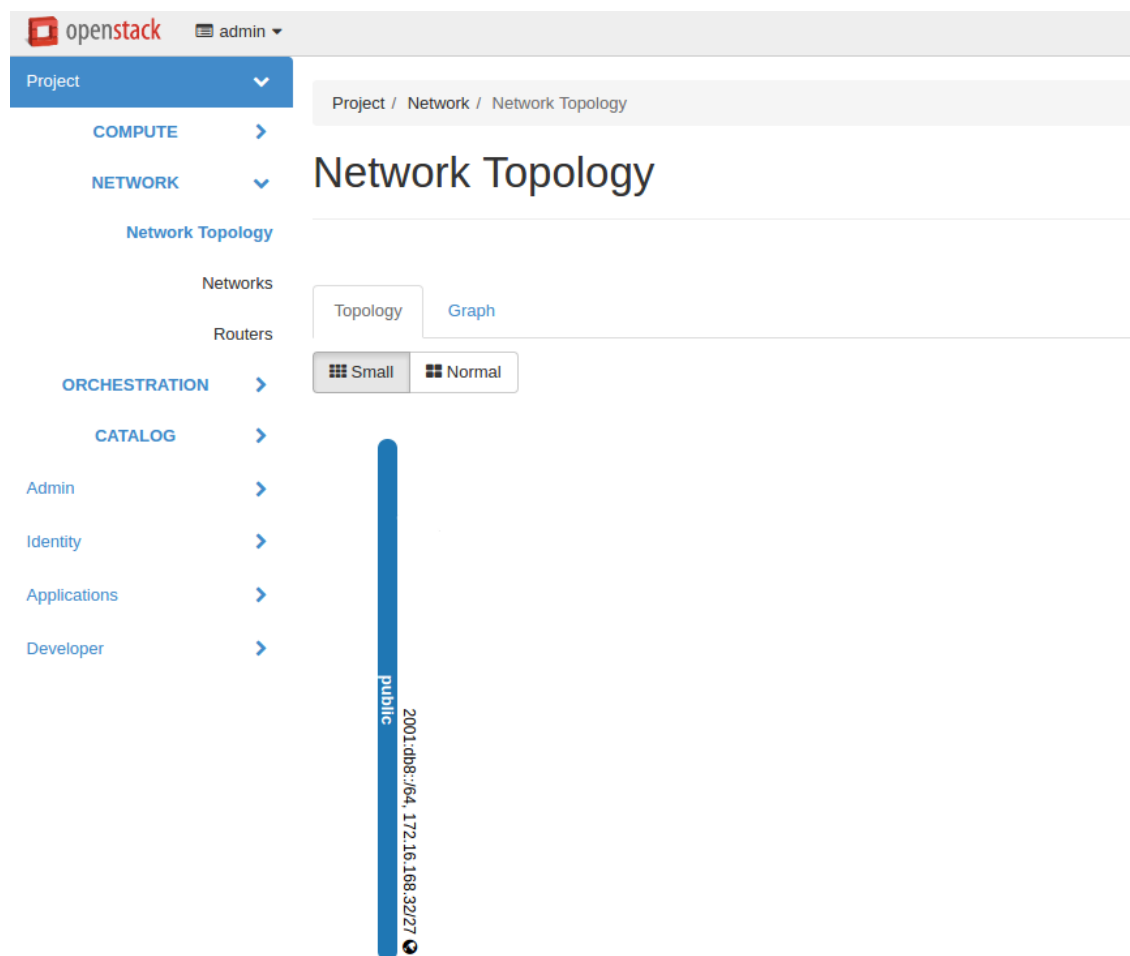 openstack admin
Project
COMPUTE
NETWORK
Network Topology
Networks
Routers
ORCHESTRATION
CATALOG
Admin
Identity
Applications
Developer
Project / Network / Network Topology
Network Topology
Topology Graph
Small Normal
public
2001:db8::/64, 172.16.168.32/27